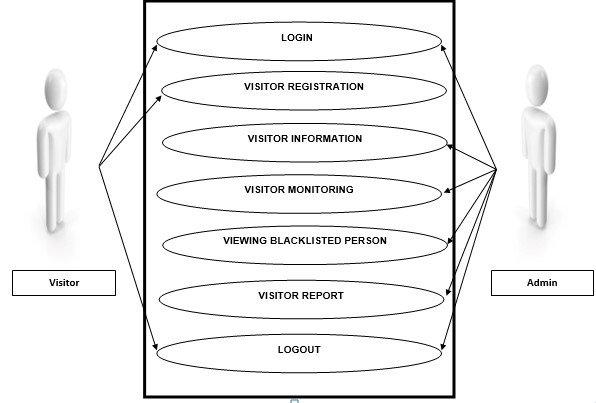 LOGIN
VISITOR REGISTRATION
VISITOR INFORMATION
VISITOR MONITORING
VIEWING BLACKLISTED PERSON
VISITOR REPORT
LOGOUT
Visitor
Admin